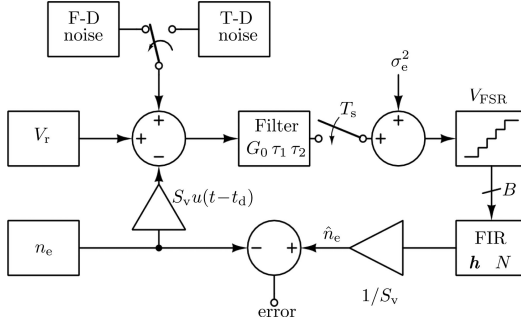 F-D
noise
T-D
noise
σ_e^2
V_r
+
+
−
Filter
G_0 τ_1 τ_2
T_s
+
+
V_FSR
S_v u(t−t_d)
B
n_e
−
+
n̂_e
1/S_v
FIR
h N
error